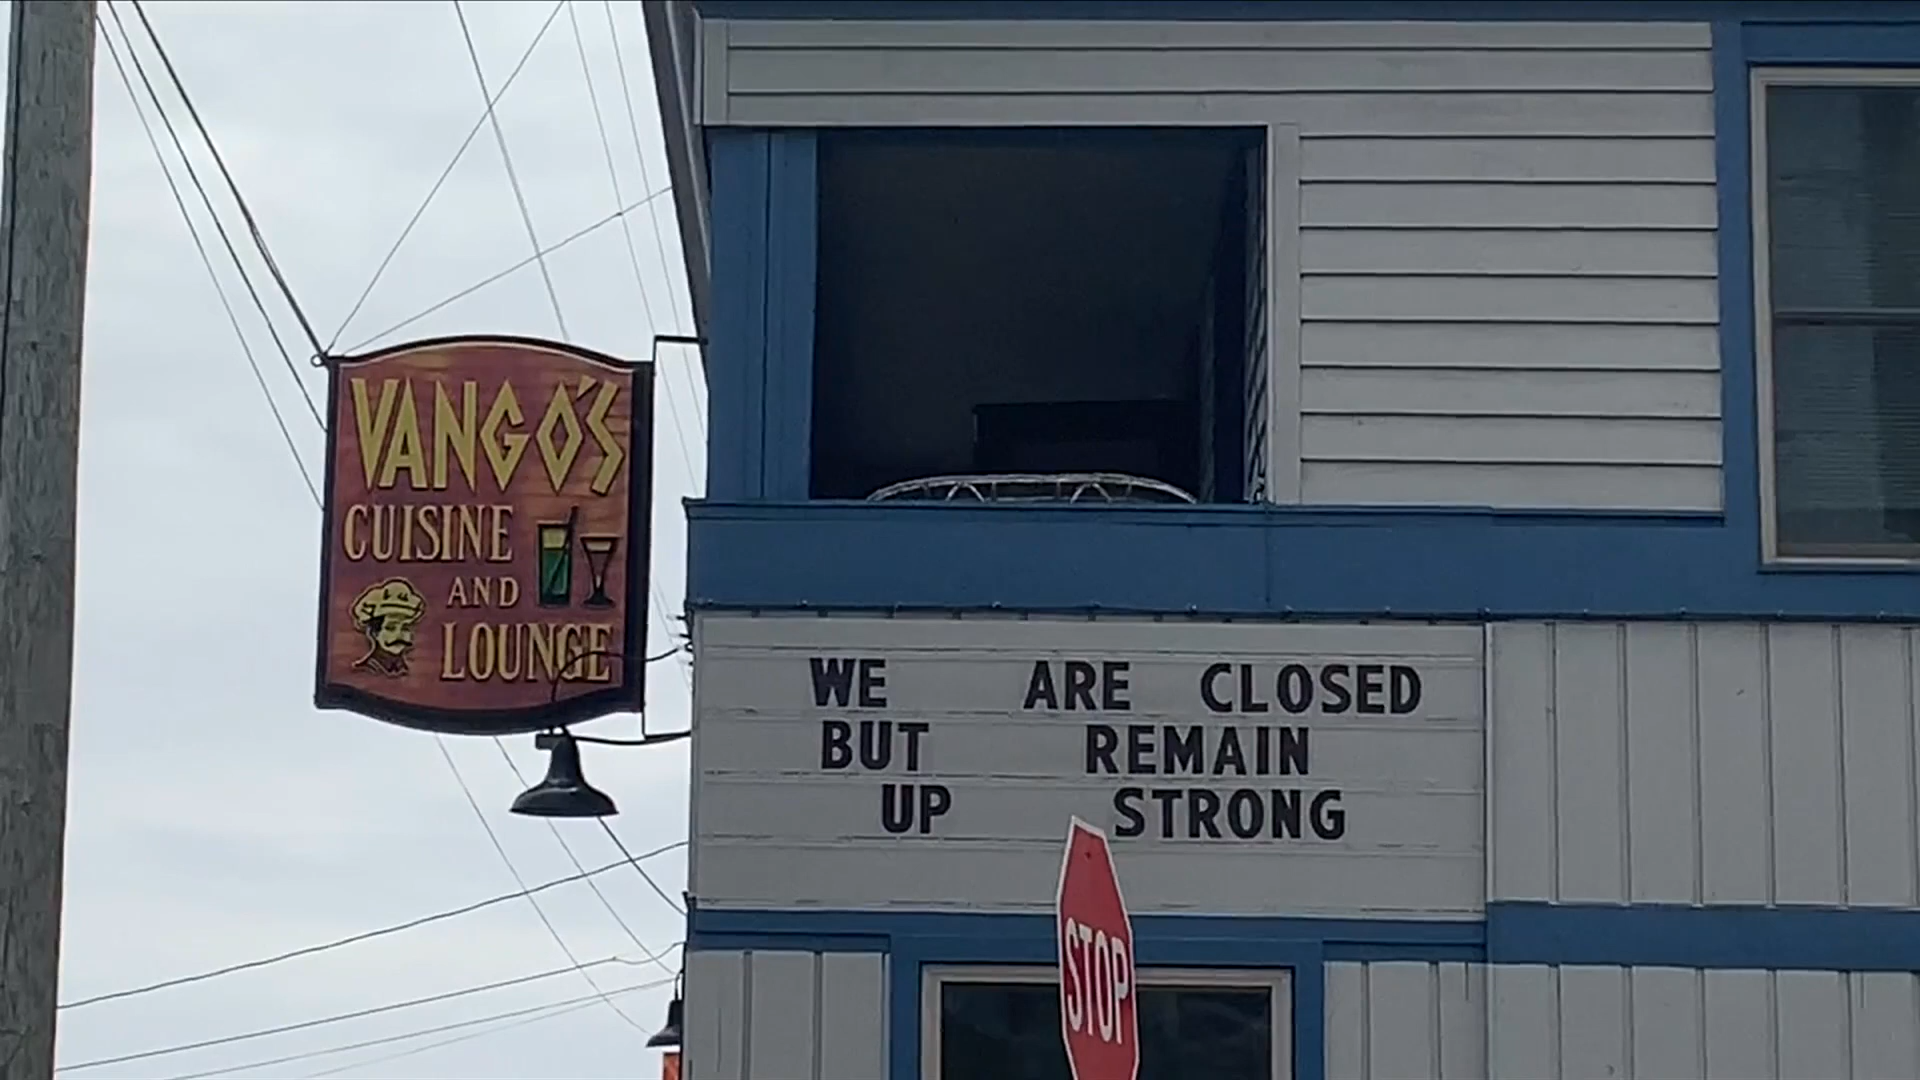 VANGO'S
CUISINE
AND
LOUNGE
WE ARE CLOSED
BUT REMAIN
UP STRONG
STOP